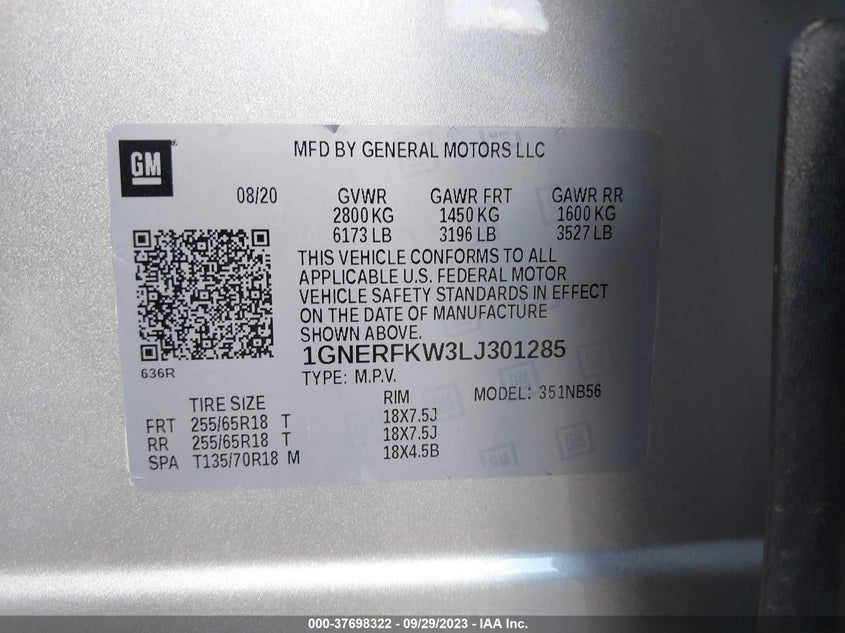 GM
MFD BY GENERAL MOTORS LLC
08/20 GVWR GAWR FRT GAWR RR
2800 KG 1450 KG 1600 KG
6173 LB 3196 LB 3527 LB
THIS VEHICLE CONFORMS TO ALL
APPLICABLE U.S. FEDERAL MOTOR
VEHICLE SAFETY STANDARDS IN EFFECT
ON THE DATE OF MANUFACTURE
SHOWN ABOVE.
1GNERFKW3LJ301285
636R
TYPE: M.P.V.
MODEL: 351NB56
TIRE SIZE RIM
FRT 255/65R18 T 18X7.5J
RR 255/65R18 T 18X7.5J
SPA T135/70R18 M 18X4.5B
000-37698322 / 09/29/2023 - IAA Inc.